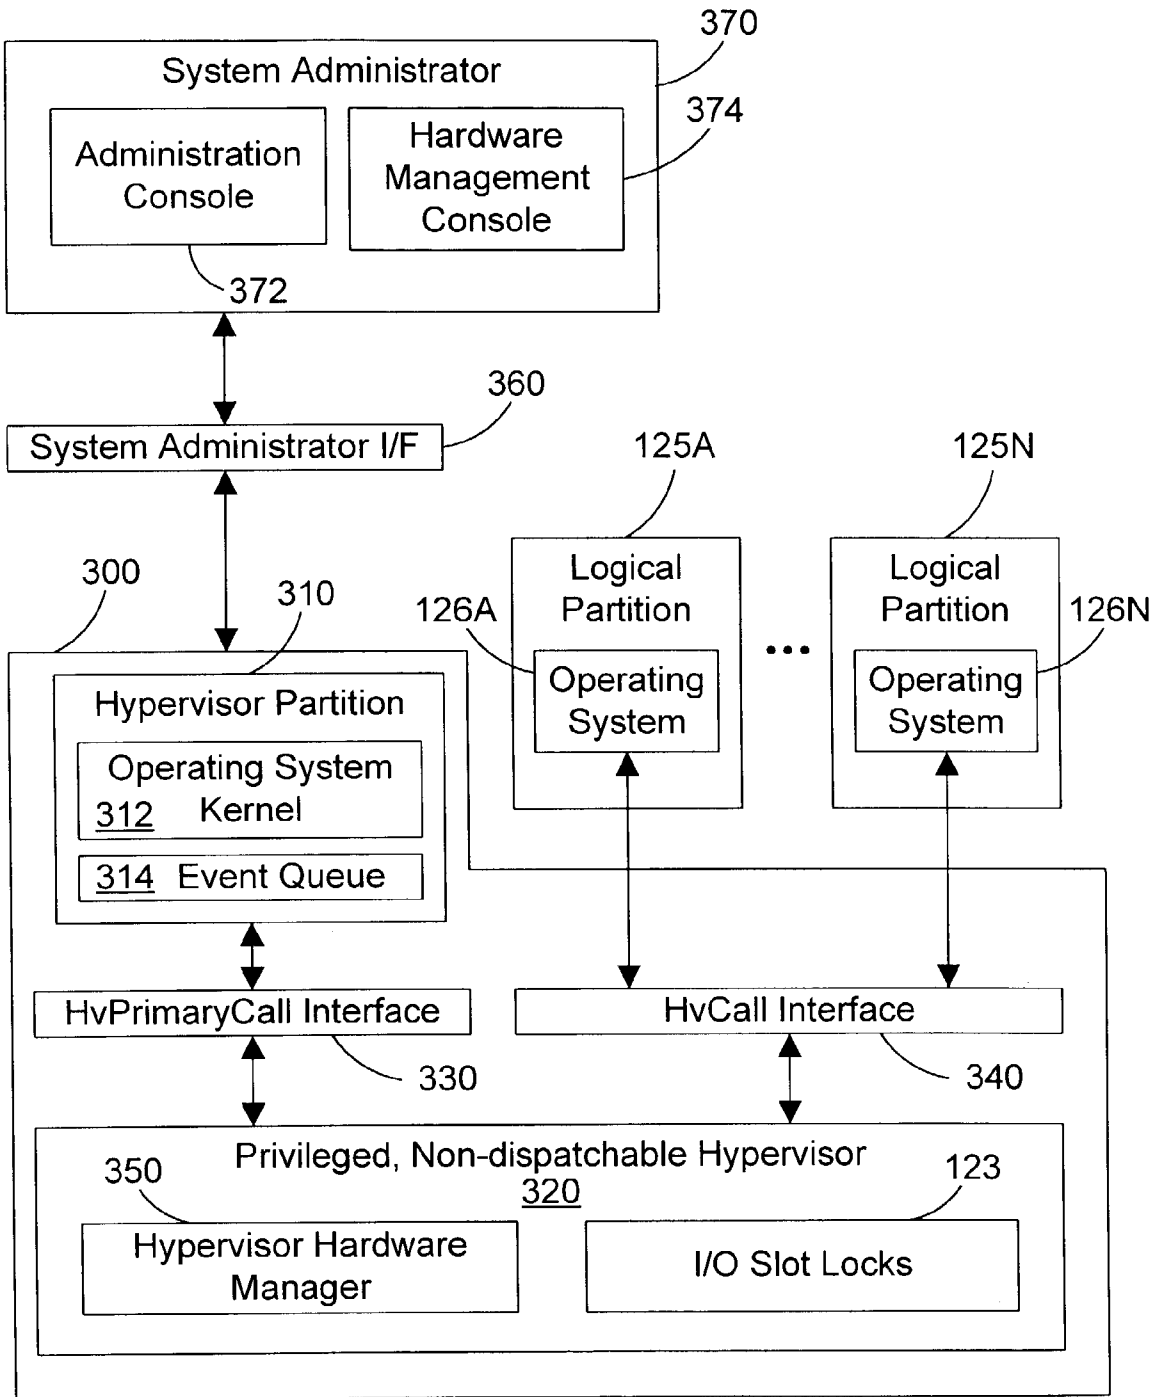 370
System Administrator
374
Administration
Console
Hardware
Management
Console
372
360
System Administrator I/F
125A
125N
300
310
Logical
Partition
Logical
Partition
126A
126N
Operating
System
...
Operating
System
Hypervisor Partition
Operating System
312 Kernel
314 Event Queue
HvPrimaryCall Interface
HvCall Interface
330
340
Privileged, Non-dispatchable Hypervisor
320
350
123
Hypervisor Hardware
Manager
I/O Slot Locks